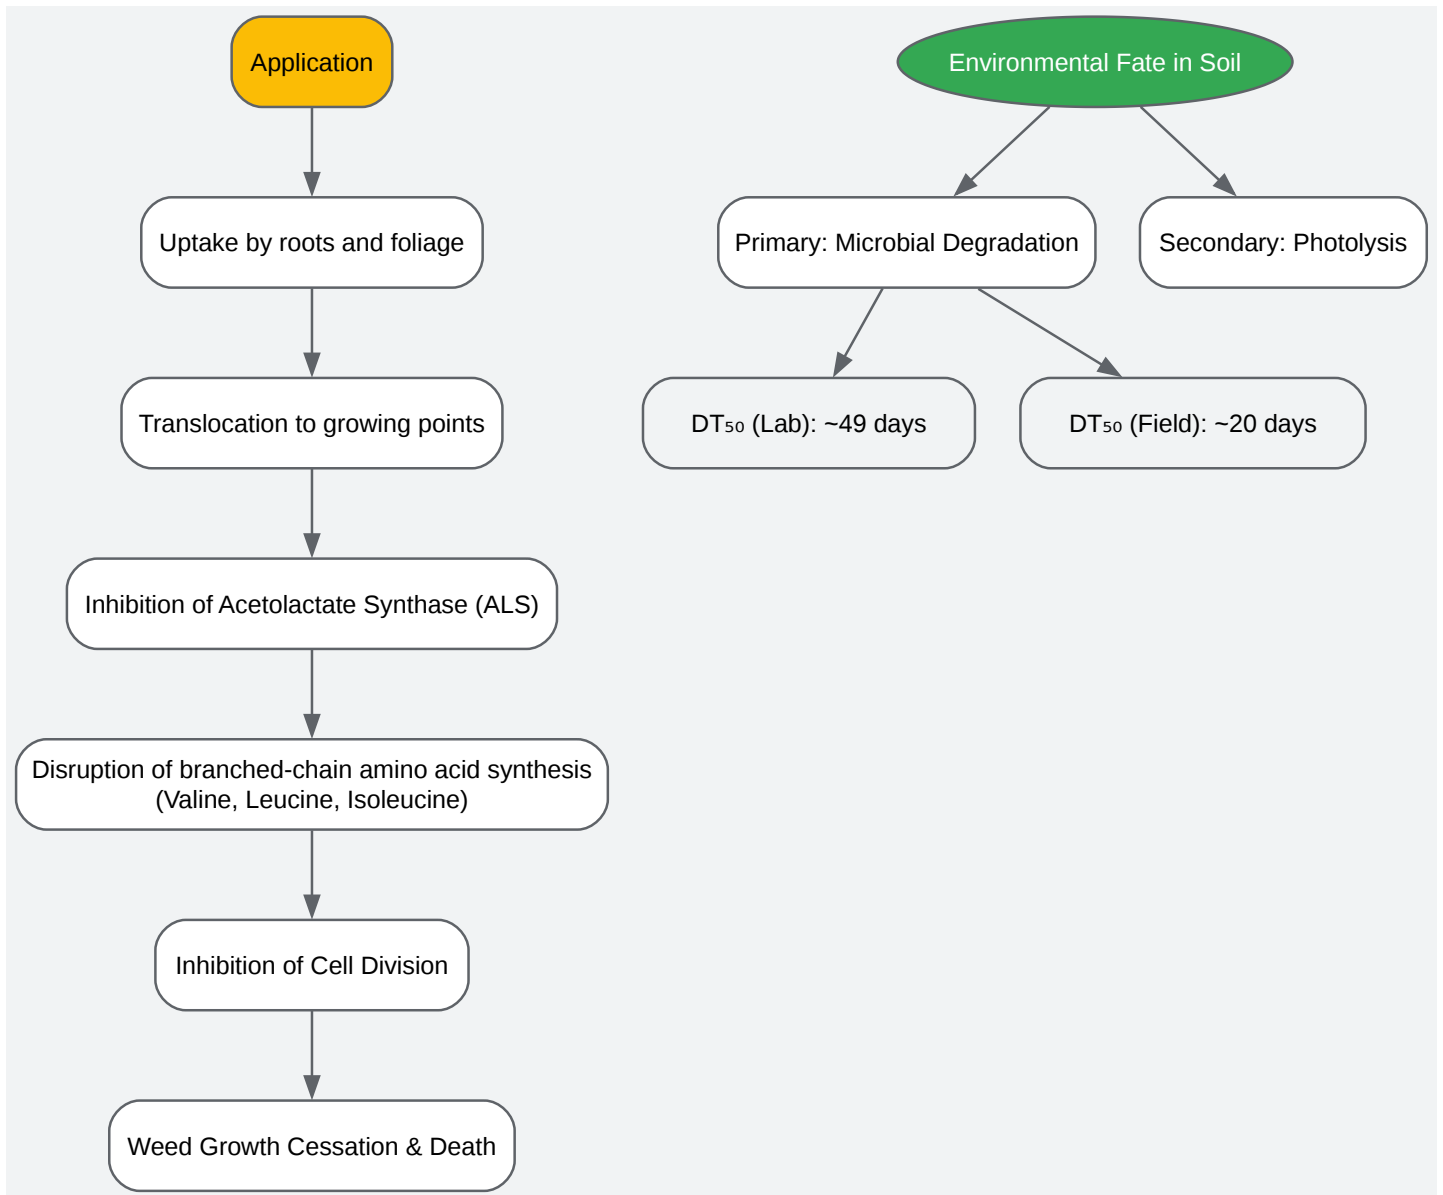 Application
Uptake by roots and foliage
Translocation to growing points
Inhibition of Acetolactate Synthase (ALS)
Disruption of branched-chain amino acid synthesis
(Valine, Leucine, Isoleucine)
Inhibition of Cell Division
Weed Growth Cessation & Death
Environmental Fate in Soil
Primary: Microbial Degradation
Secondary: Photolysis
DT₅₀ (Lab): ~49 days
DT₅₀ (Field): ~20 days